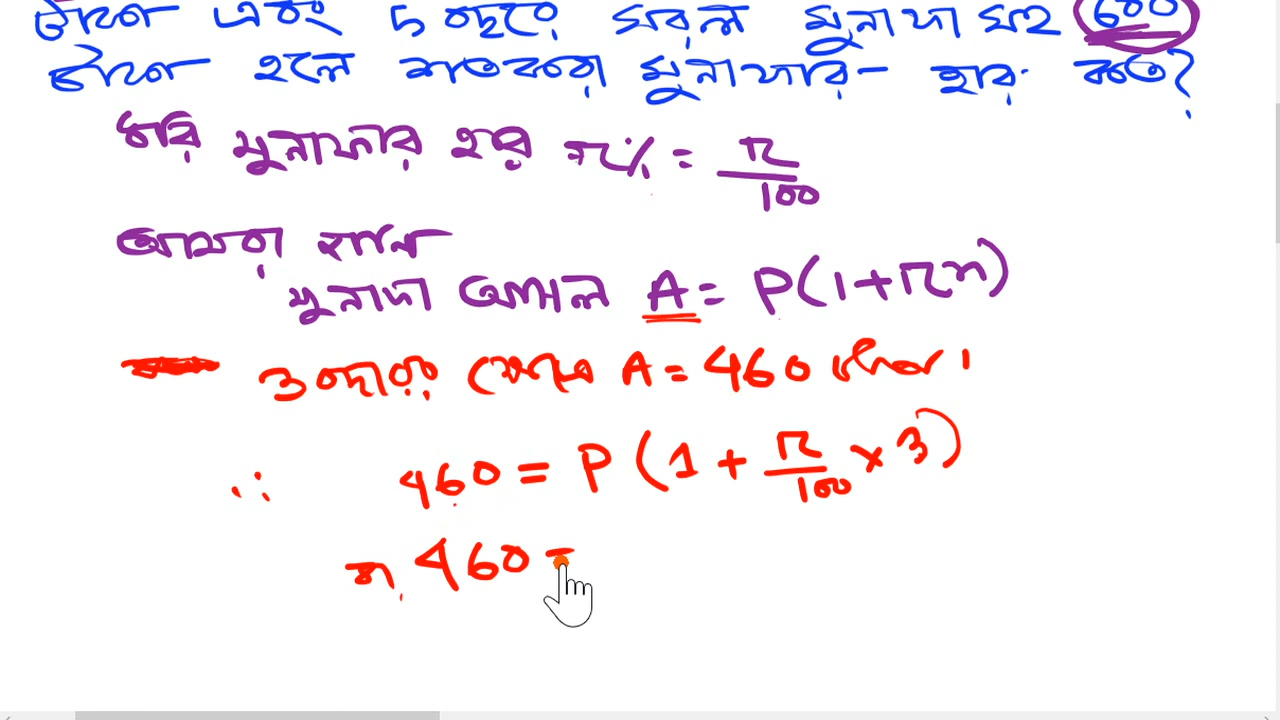 টাকা এবং ৫ বছরে সরল মুনাফা সহ 600
টাকা হলে শতকরা মুনাফার হার কত?
ধরি মুনাফার হার r% = r/100
আমরা জানি
মুনাফা আসল A = P(1+rn)
3 বছরের ক্ষেত্রে A = 460 টাকা।
∴ 460 = P(1 + r/100 × 3)
বা, 460 =